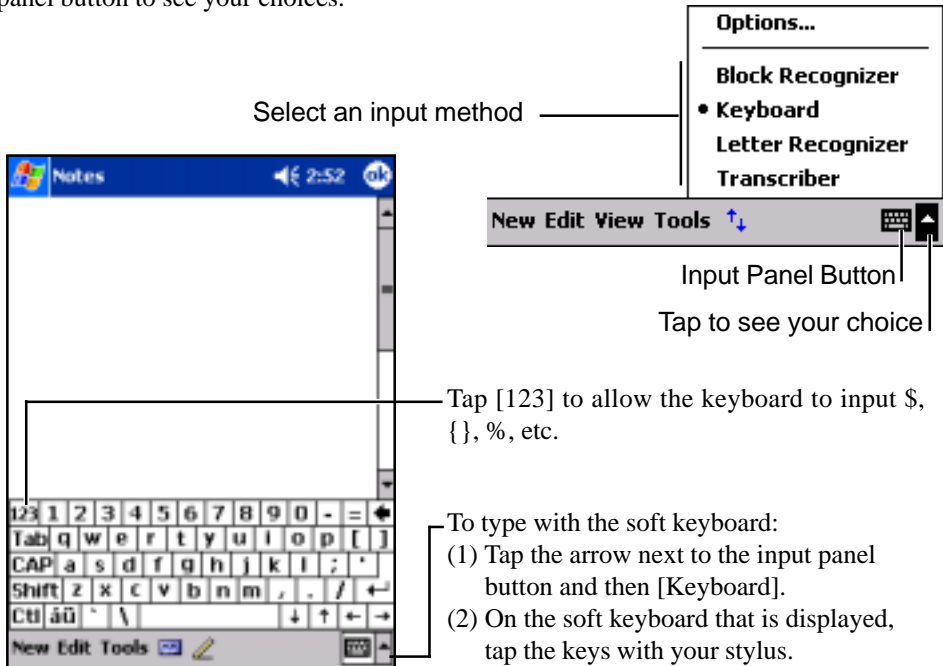 panel button to see your choices.
Options...
Block Recognizer
• Keyboard
Letter Recognizer
Transcriber
Select an input method
New Edit View Tools
Input Panel Button
Tap to see your choice
Notes 2:52 ok
Tap [123] to allow the keyboard to input $,
{}, %, etc.
123 1 2 3 4 5 6 7 8 9 0 - = 
Tab q w e r t y u i o p [ ]
CAP a s d f g h j k l ; '
Shift z x c v b n m , . / ↵
Ctl áü ` \ ↓ ↑ ← →
New Edit Tools
To type with the soft keyboard:
(1) Tap the arrow next to the input panel
button and then [Keyboard].
(2) On the soft keyboard that is displayed,
tap the keys with your stylus.